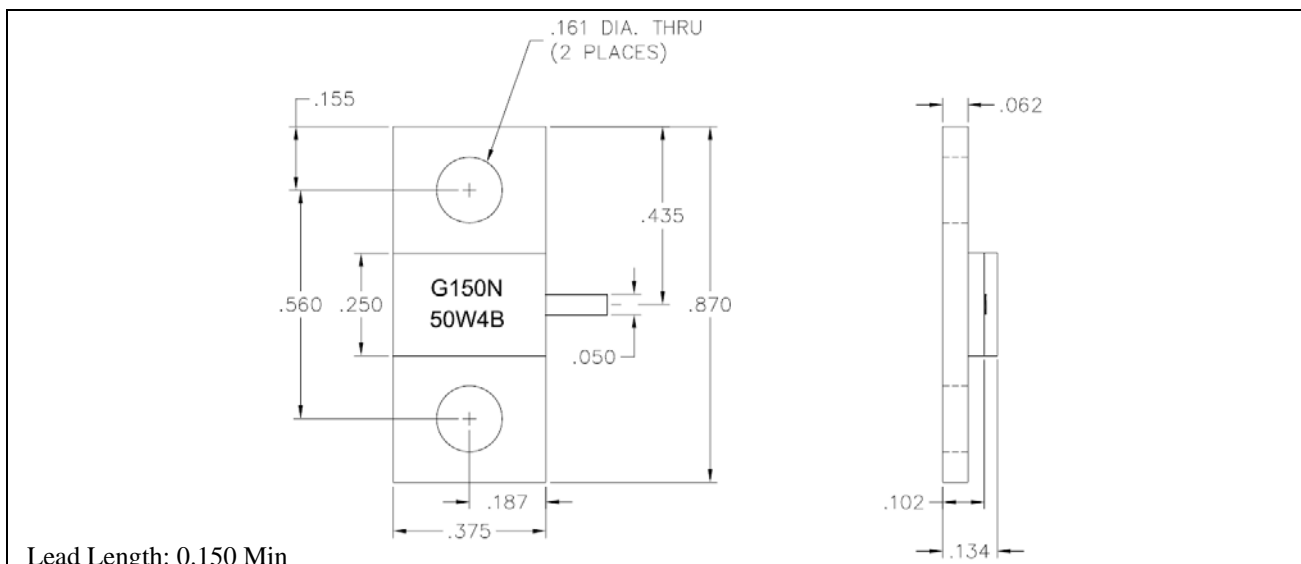 .161 DIA. THRU
(2 PLACES)
.155
.062
.435
.560
.250
G150N
50W4B
.870
.050
.187
.375
.102
.134
Lead Length: 0.150 Min